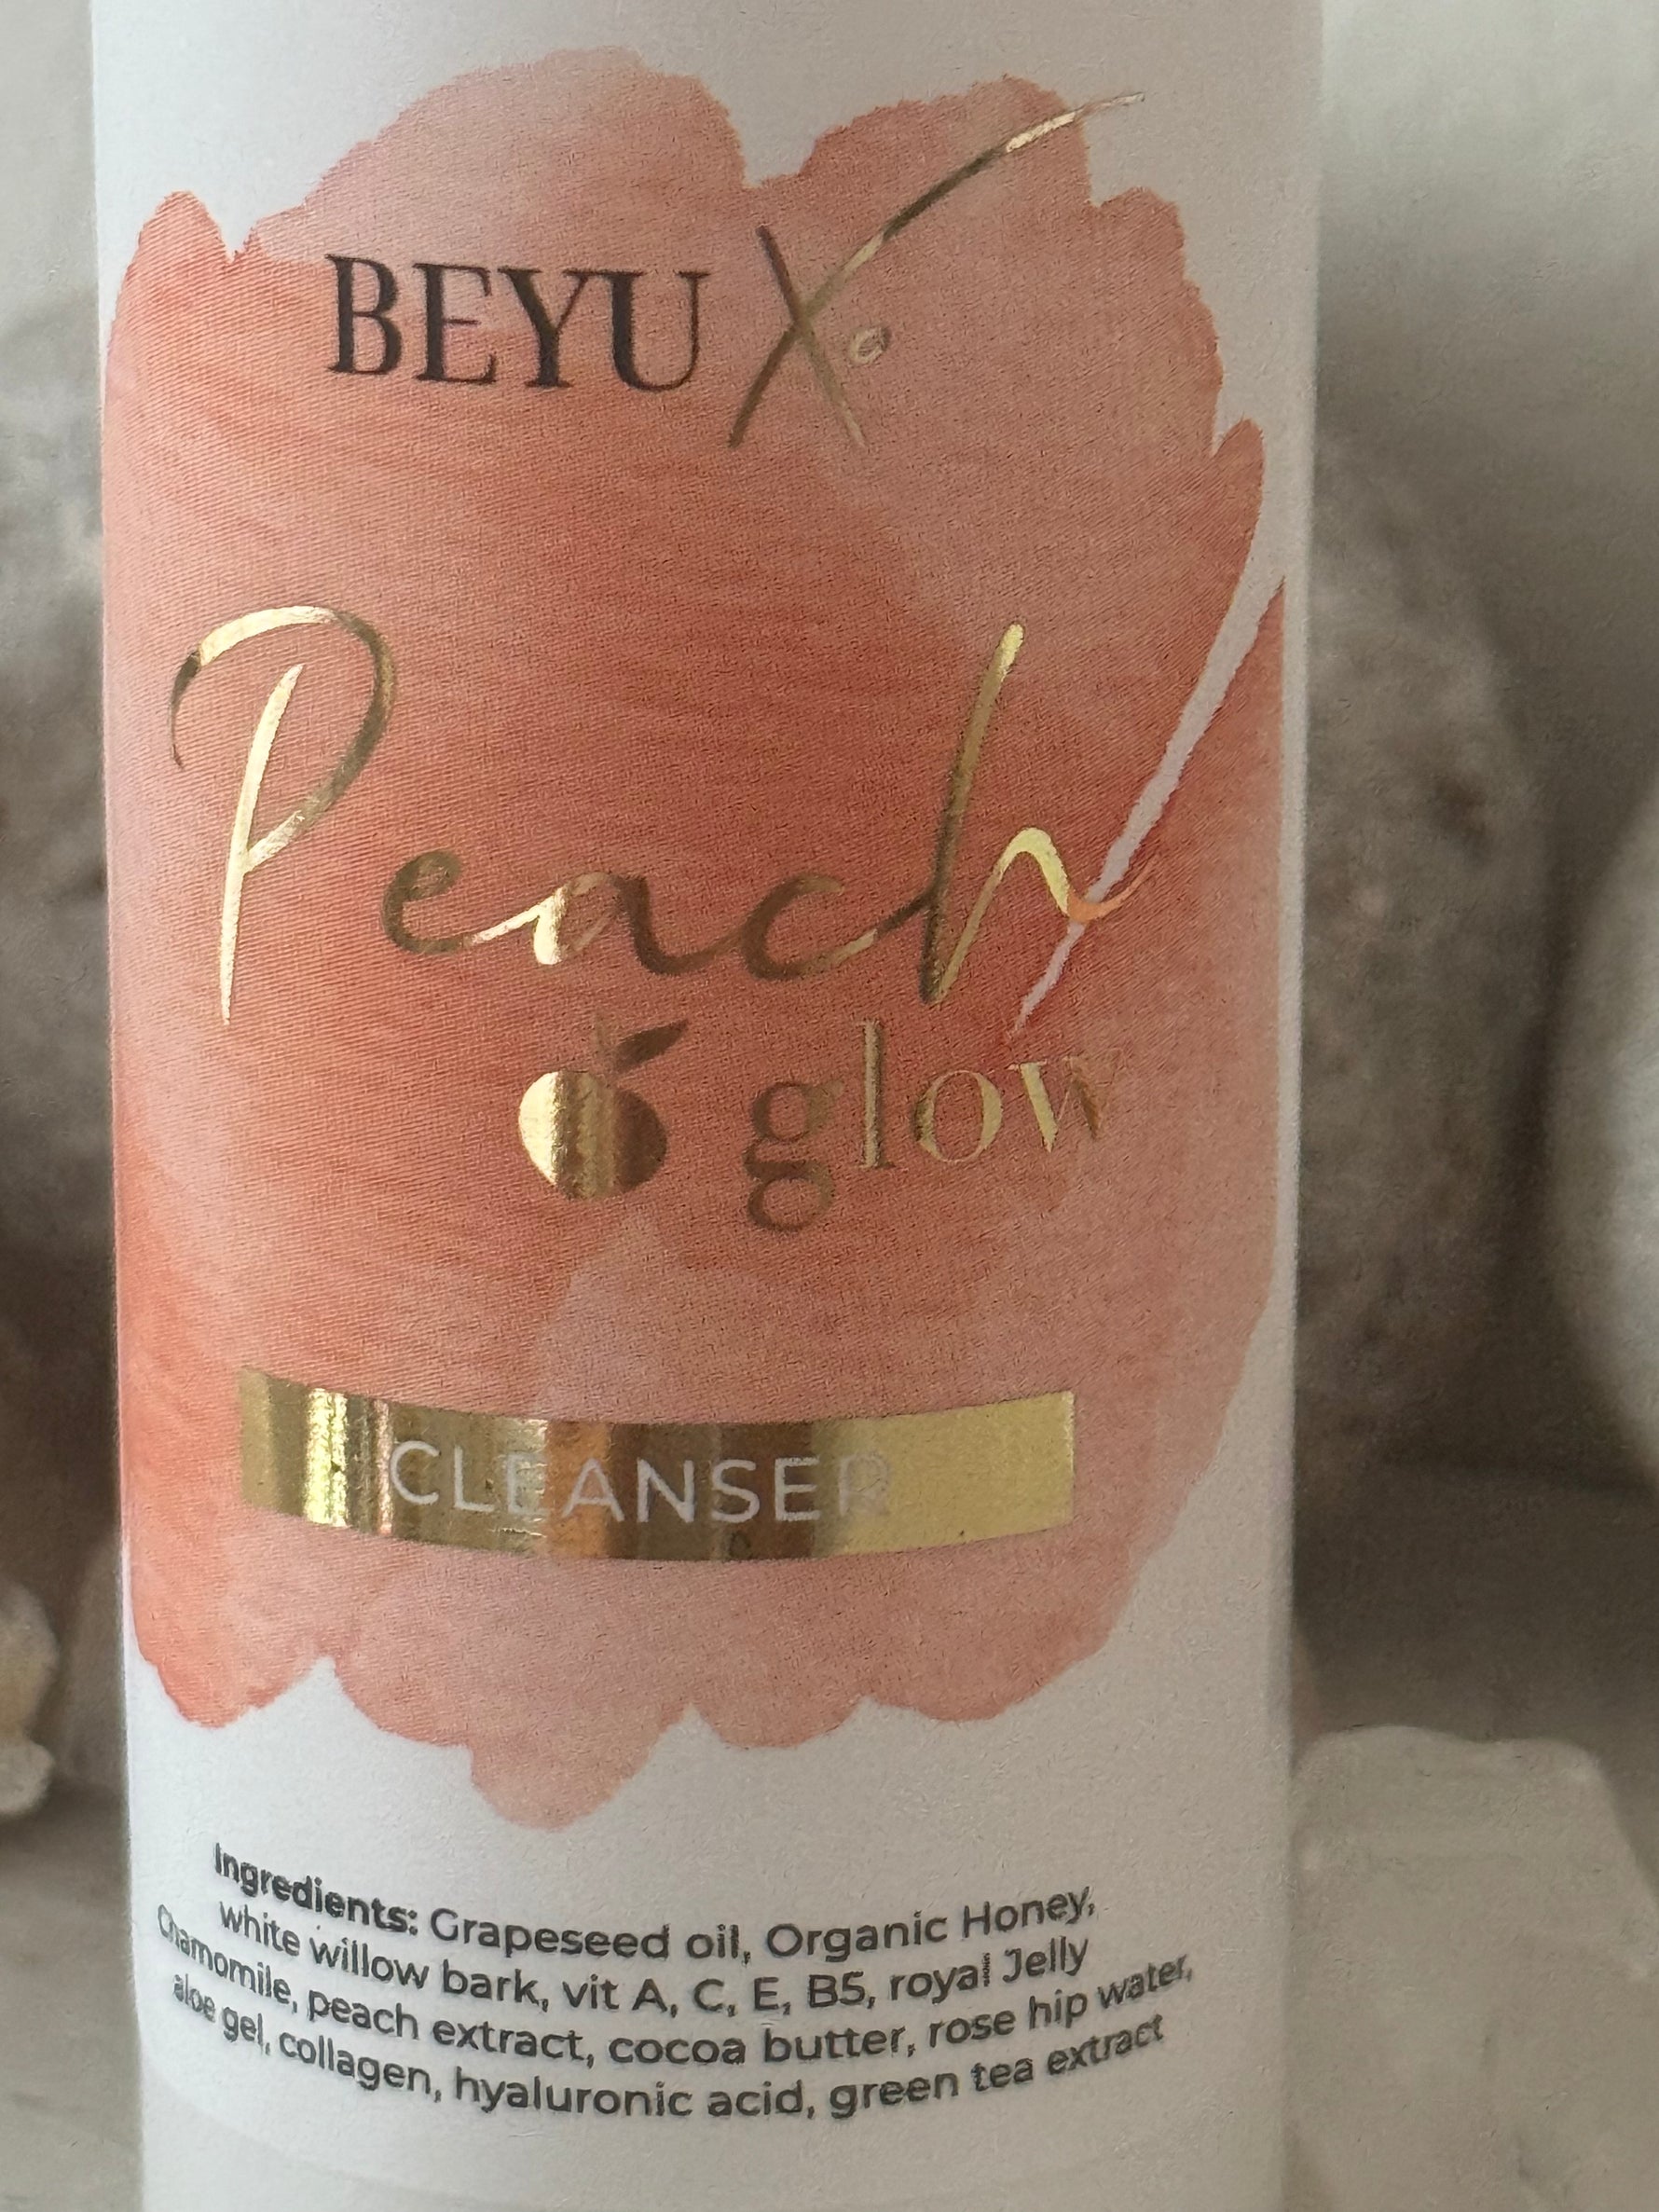 BEYU Xo
Peach
glow
CLEANSER
Ingredients: Grapeseed oil, Organic Honey,
white willow bark, vit A, C, E, B5, royal Jelly
Chamomile, peach extract, cocoa butter, rose hip water,
aloe gel, collagen, hyaluronic acid, green tea extract